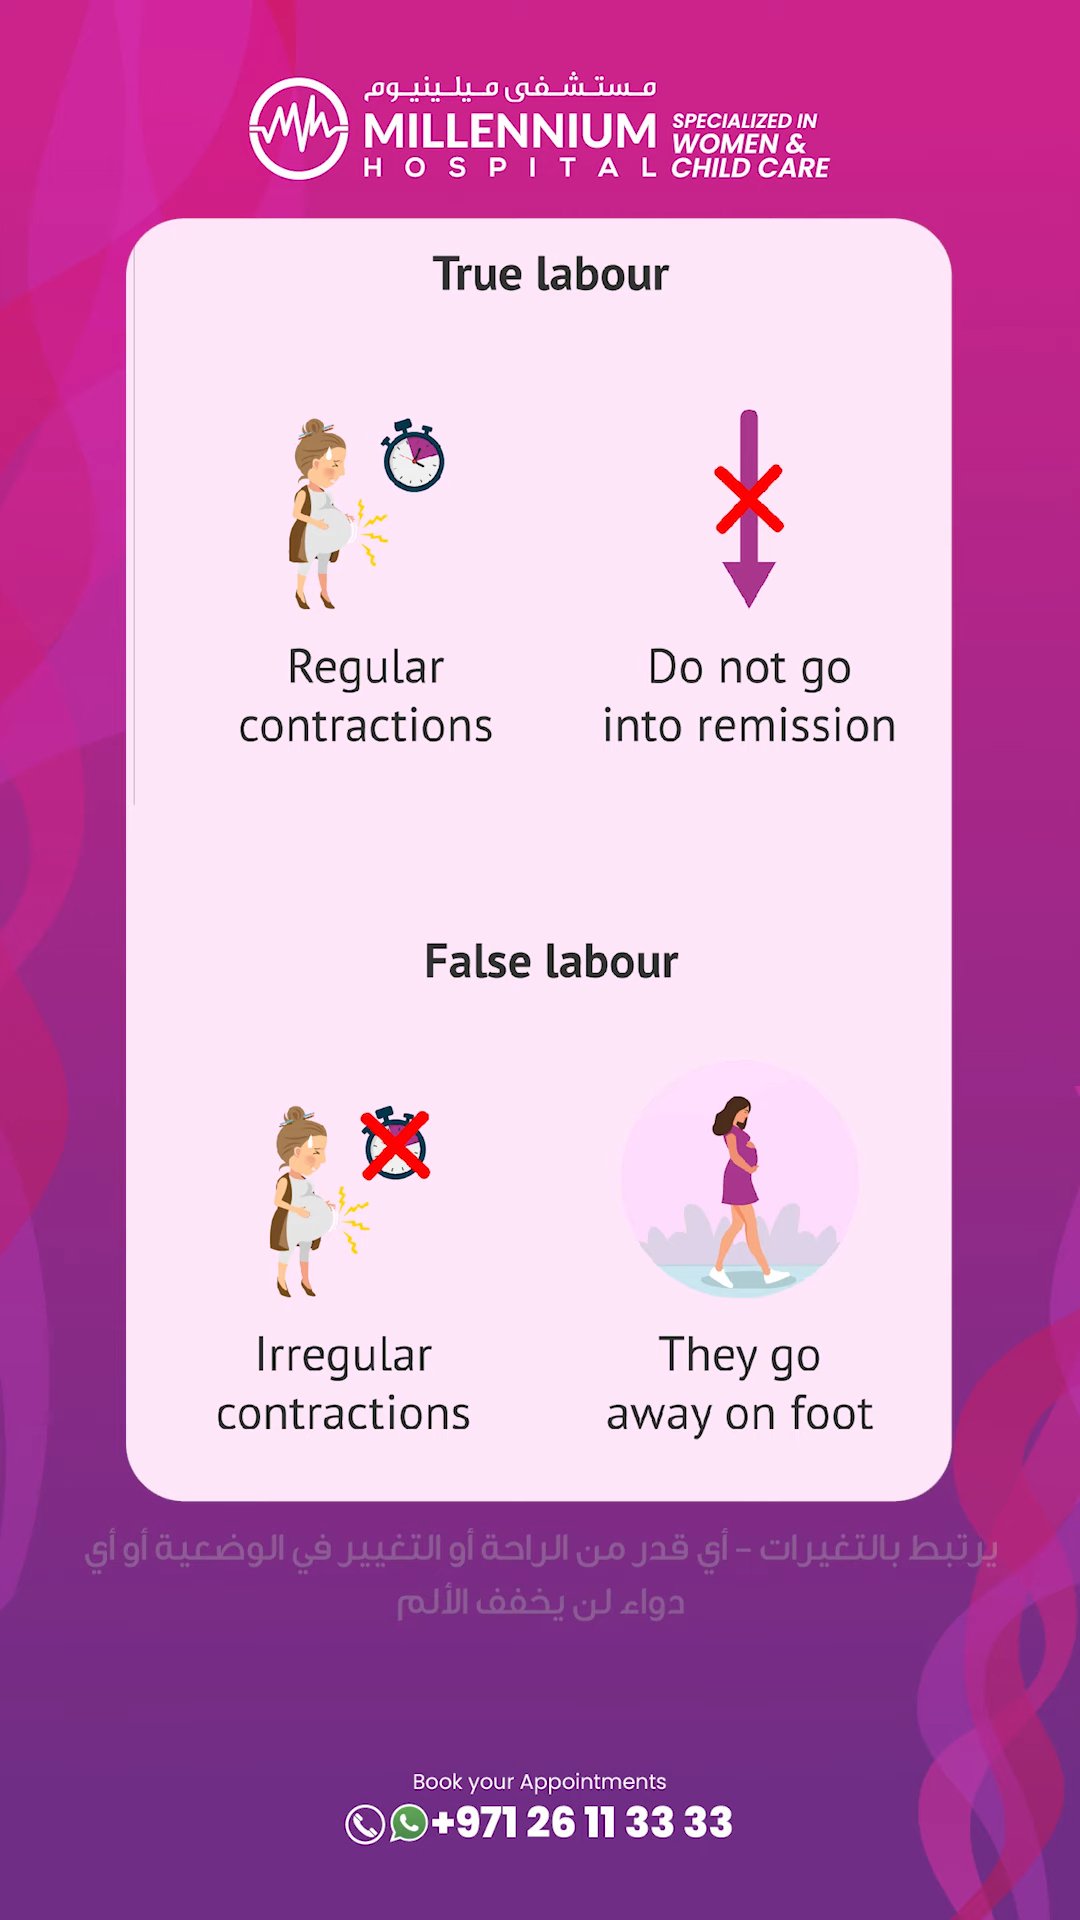 مستشفى ميلينيوم
MILLENNIUM
HOSPITAL
SPECIALIZED IN
WOMEN &
CHILD CARE
True labour
Regular
contractions
Do not go
into remission
False labour
Irregular
contractions
They go
away on foot
يرتبط بالتغيرات - أي قدر من الراحة أو التغيير في الوضعية أو أي
دواء لن يخفف الألم
Book your Appointments
+971 26 11 33 33